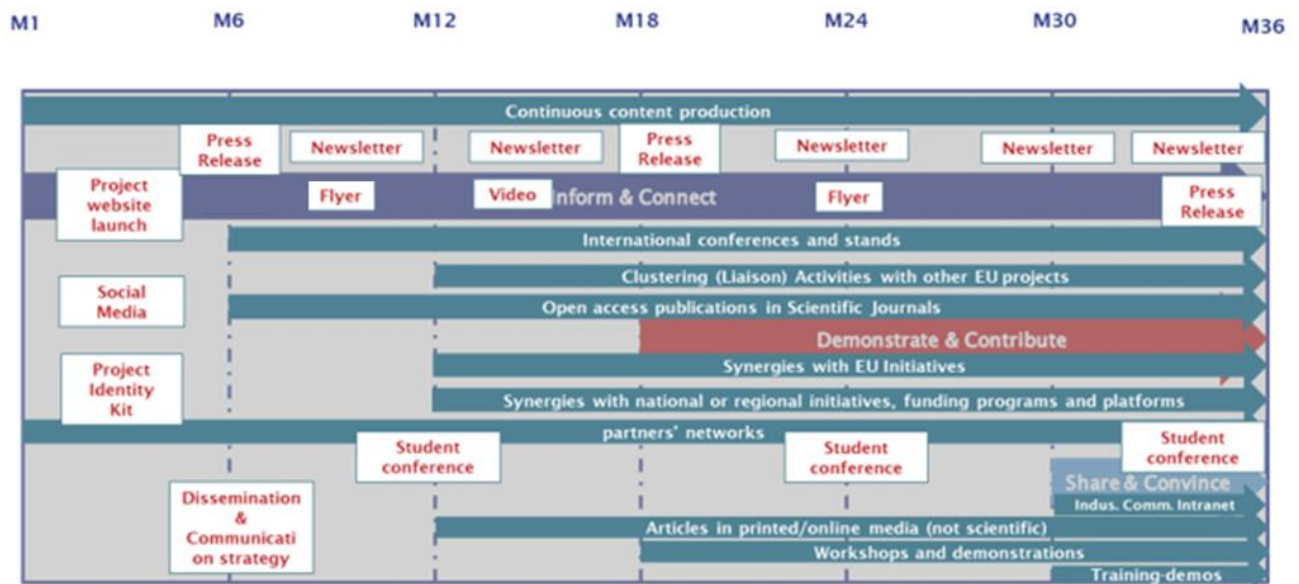 M1 M6 M12 M18 M24 M30 M36
Continuous content production
Press
Release
Newsletter
Newsletter
Press
Release
Newsletter
Newsletter
Newsletter
Project
website
launch
Flyer
Video
Inform & Connect
Flyer
Press
Release
International conferences and stands
Clustering (Liaison) Activities with other EU projects
Social
Media
Open access publications in Scientific Journals
Demonstrate & Contribute
Project
Identity
Kit
Synergies with EU Initiatives
Synergies with national or regional initiatives, funding programs and platforms
partners' networks
Student
conference
Student
conference
Student
conference
Share & Convince
Dissemination
&
Communicati
on strategy
Indus. Comm. Intranet
Articles in printed/online media (not scientific)
Workshops and demonstrations
Training-demos